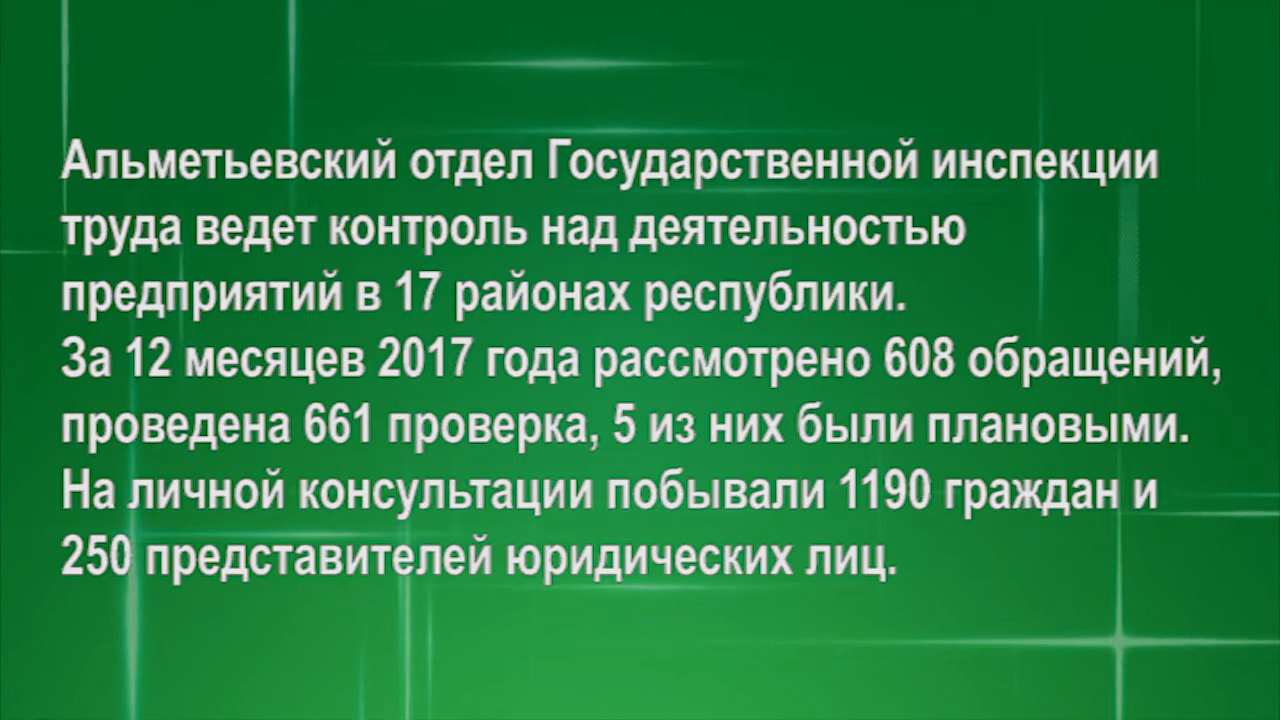 Альметьевский отдел Государственной инспекции
труда ведет контроль над деятельностью
предприятий в 17 районах республики.
За 12 месяцев 2017 года рассмотрено 608 обращений,
проведена 661 проверка, 5 из них были плановыми.
На личной консультации побывали 1190 граждан и
250 представителей юридических лиц.